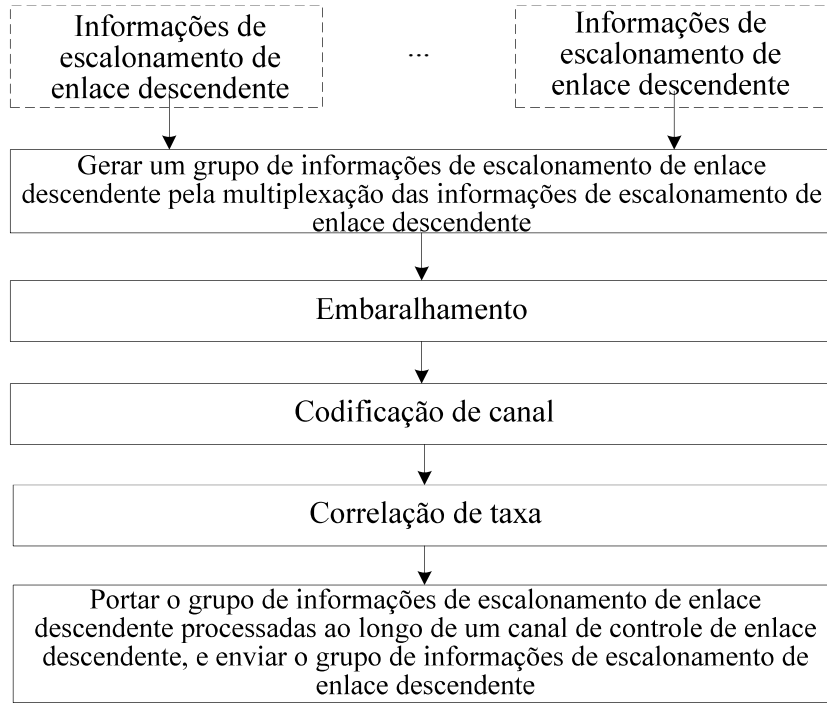 Informações de
escalonamento de
enlace descendente
...
Informações de
escalonamento de
enlace descendente
Gerar um grupo de informações de escalonamento de enlace
descendente pela multiplexação das informações de escalonamento de
enlace descendente
Embaralhamento
Codificação de canal
Correlação de taxa
Portar o grupo de informações de escalonamento de enlace
descendente processadas ao longo de um canal de controle de enlace
descendente, e enviar o grupo de informações de escalonamento de
enlace descendente